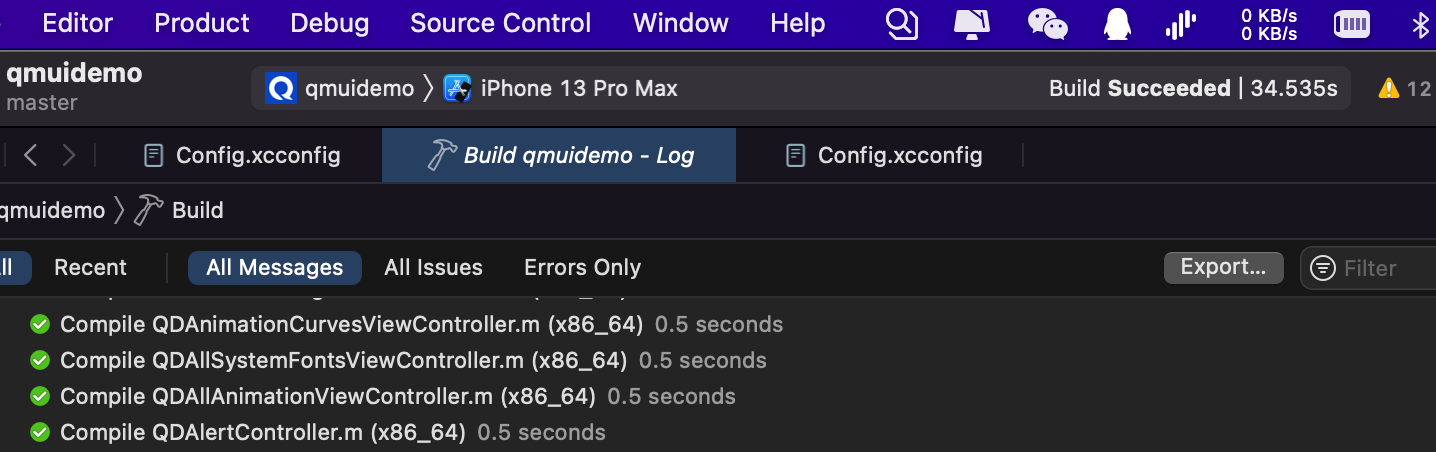 Editor Product Debug Source Control Window Help 0 KB/s
0 KB/s
qmuidemo
master
qmuidemo 〉 iPhone 13 Pro Max Build Succeeded | 34.535s 12
Config.xcconfig Build qmuidemo - Log Config.xcconfig
qmuidemo 〉 Build
Recent All Messages All Issues Errors Only Export... Filter
Compile QDAnimationCurvesViewController.m (x86_64) 0.5 seconds
Compile QDAllSystemFontsViewController.m (x86_64) 0.5 seconds
Compile QDAllAnimationViewController.m (x86_64) 0.5 seconds
Compile QDAlertController.m (x86_64) 0.5 seconds